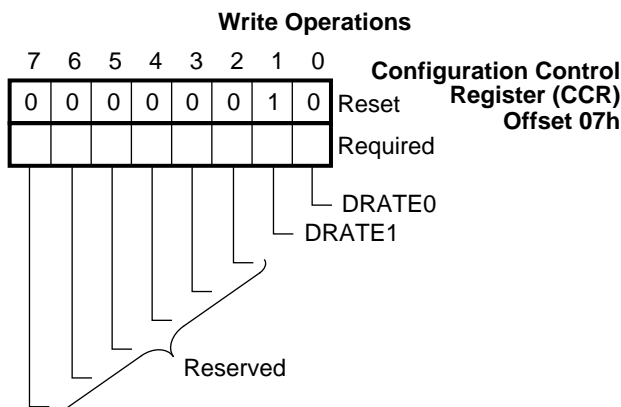 Write Operations
7 6 5 4 3 2 1 0
Configuration Control
Register (CCR)
Offset 07h
0 0 0 0 0 0 1 0 Reset
Required
DRATE0
DRATE1
Reserved